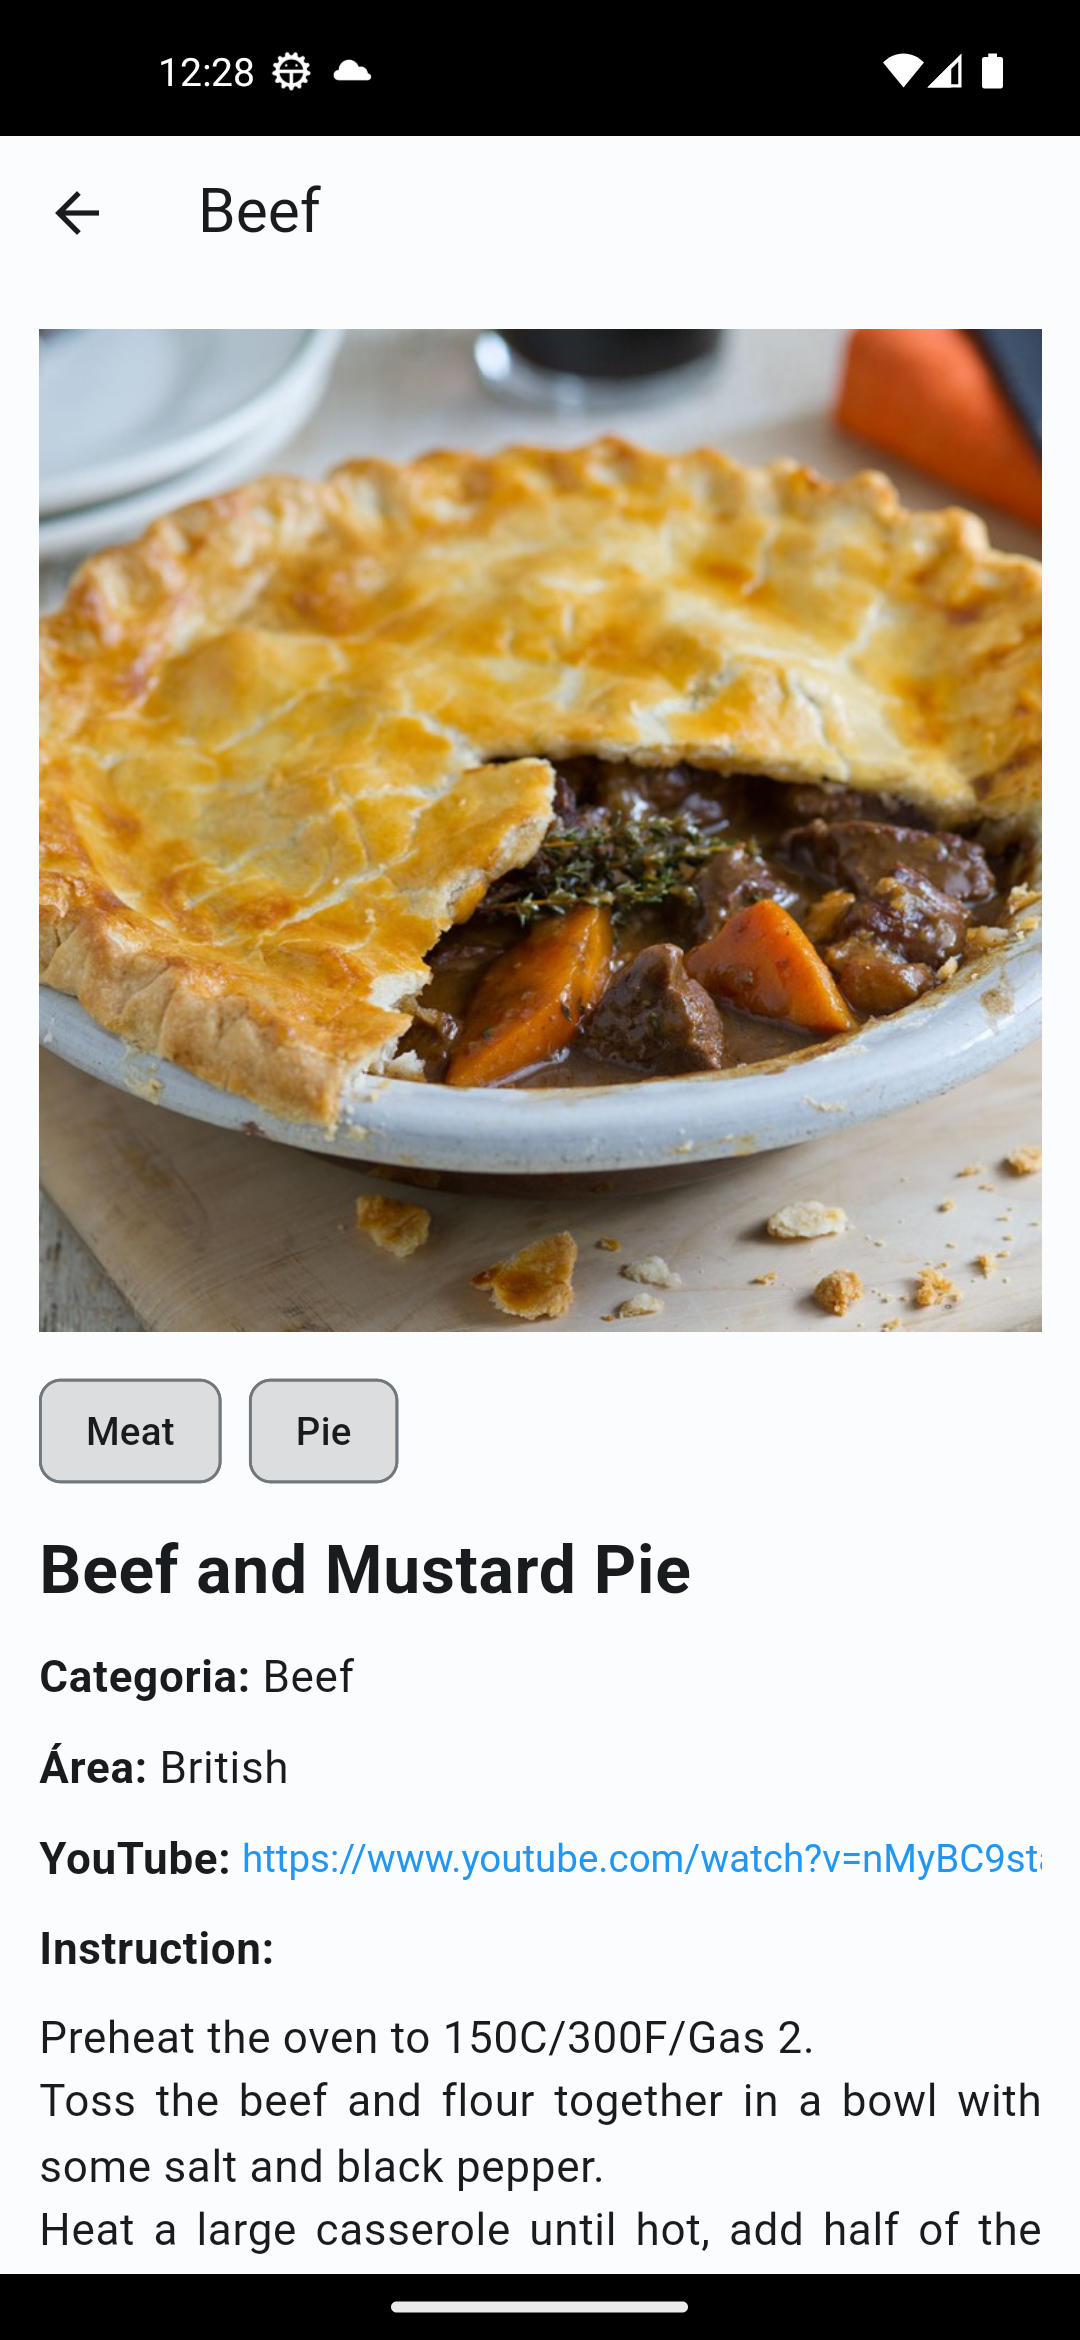 12:28
Beef
Meat Pie
Beef and Mustard Pie
Categoria: Beef
Área: British
YouTube: https://www.youtube.com/watch?v=nMyBC9st
Instruction:
Preheat the oven to 150C/300F/Gas 2.
Toss the beef and flour together in a bowl with
some salt and black pepper.
Heat a large casserole until hot, add half of the